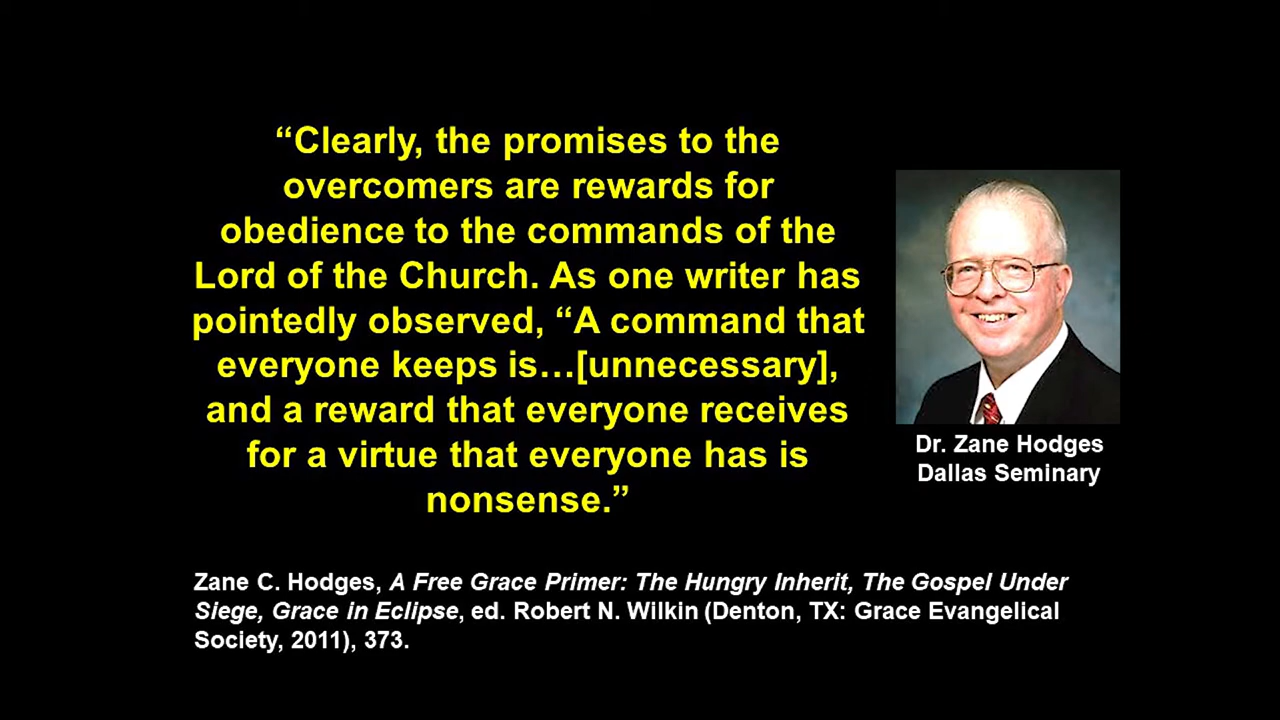 “Clearly, the promises to the
overcomers are rewards for
obedience to the commands of the
Lord of the Church. As one writer has
pointedly observed, “A command that
everyone keeps is…[unnecessary],
and a reward that everyone receives
for a virtue that everyone has is
nonsense.”
Dr. Zane Hodges
Dallas Seminary
Zane C. Hodges, A Free Grace Primer: The Hungry Inherit, The Gospel Under
Siege, Grace in Eclipse, ed. Robert N. Wilkin (Denton, TX: Grace Evangelical
Society, 2011), 373.